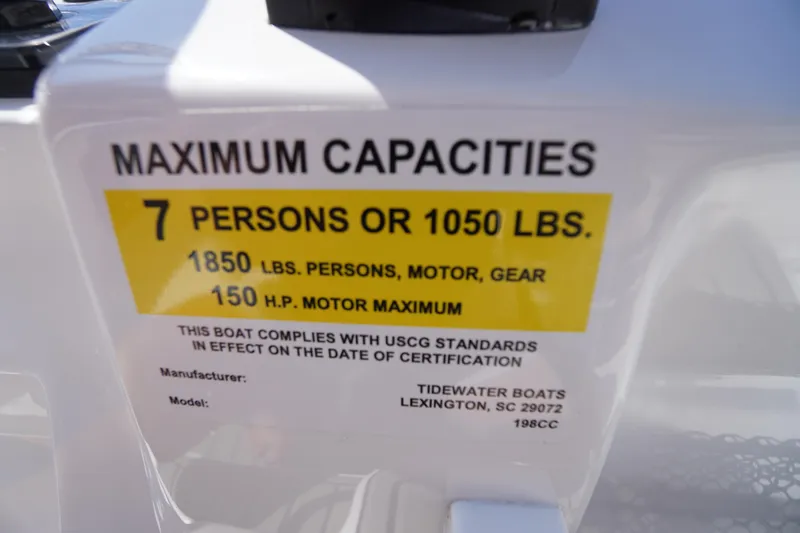 MAXIMUM CAPACITIES
7 PERSONS OR 1050 LBS.
1850 LBS. PERSONS, MOTOR, GEAR
150 H.P. MOTOR MAXIMUM
THIS BOAT COMPLIES WITH USCG STANDARDS
IN EFFECT ON THE DATE OF CERTIFICATION
Manufacturer: TIDEWATER BOATS
LEXINGTON, SC 29072
Model: 198CC